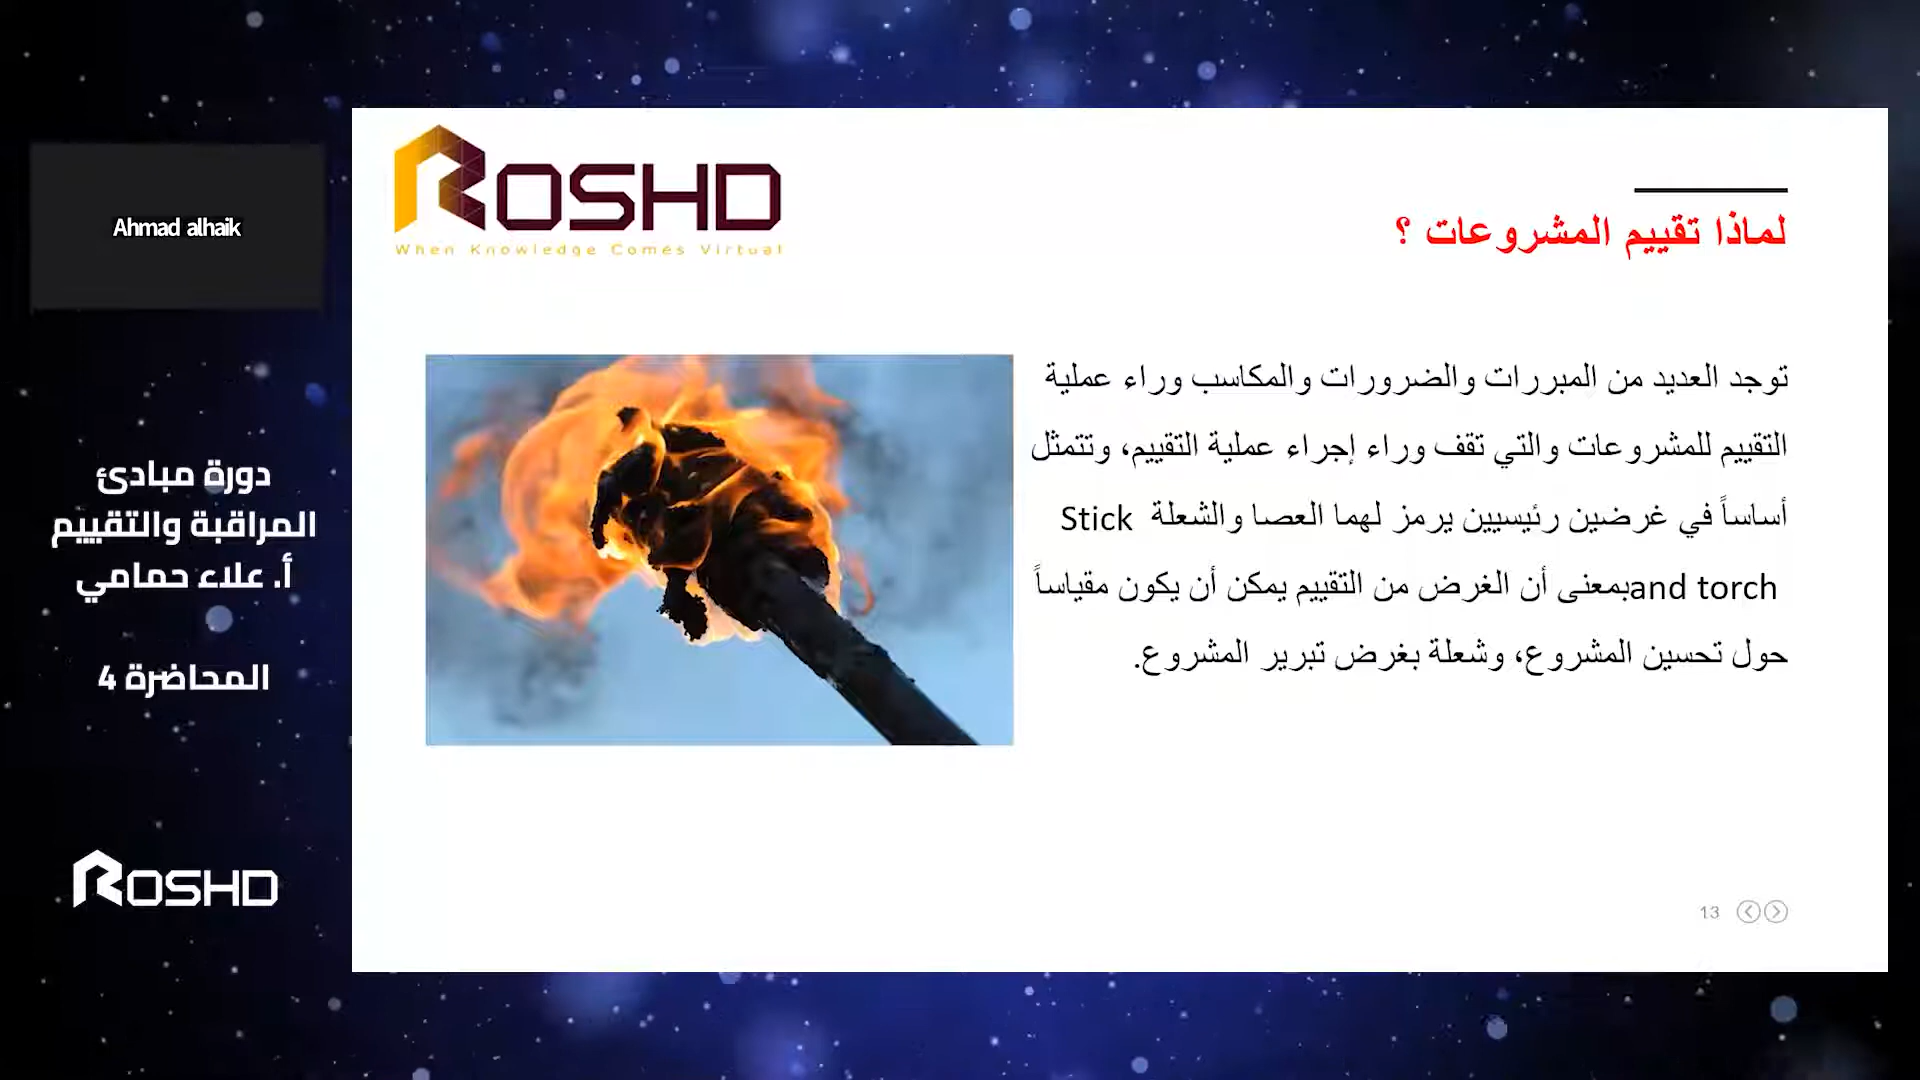 Ahmad alhaik
دورة مبادئ
المراقبة والتقييم
أ. علاء حمامي
المحاضرة 4
ROSHD
ROSHD
When Knowledge Comes Virtual
لماذا تقييم المشروعات ؟
توجد العديد من المبررات والضرورات والمكاسب وراء عملية
التقييم للمشروعات والتي تقف وراء إجراء عملية التقييم، وتتمثل
أساساً في غرضين رئيسيين يرمز لهما العصا والشعلة Stick
and torchبمعنى أن الغرض من التقييم يمكن أن يكون مقياساً
حول تحسين المشروع، وشعلة بغرض تبرير المشروع.
13